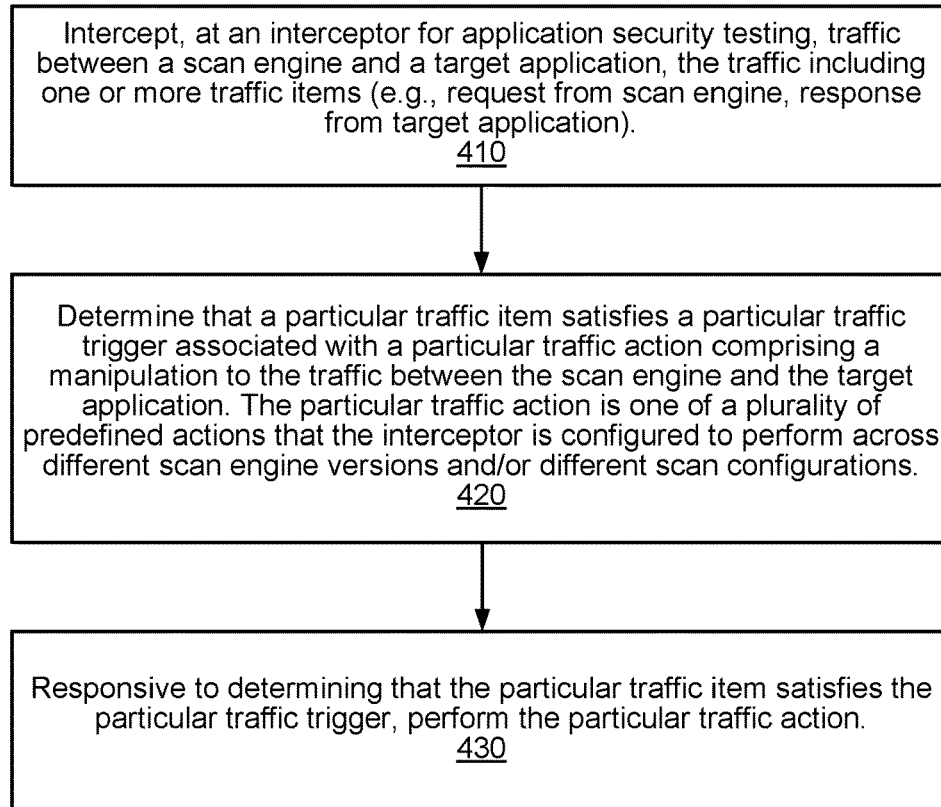 Intercept, at an interceptor for application security testing, traffic
between a scan engine and a target application, the traffic including
one or more traffic items (e.g., request from scan engine, response
from target application).
410
Determine that a particular traffic item satisfies a particular traffic
trigger associated with a particular traffic action comprising a
manipulation to the traffic between the scan engine and the target
application. The particular traffic action is one of a plurality of
predefined actions that the interceptor is configured to perform across
different scan engine versions and/or different scan configurations.
420
Responsive to determining that the particular traffic item satisfies the
particular traffic trigger, perform the particular traffic action.
430